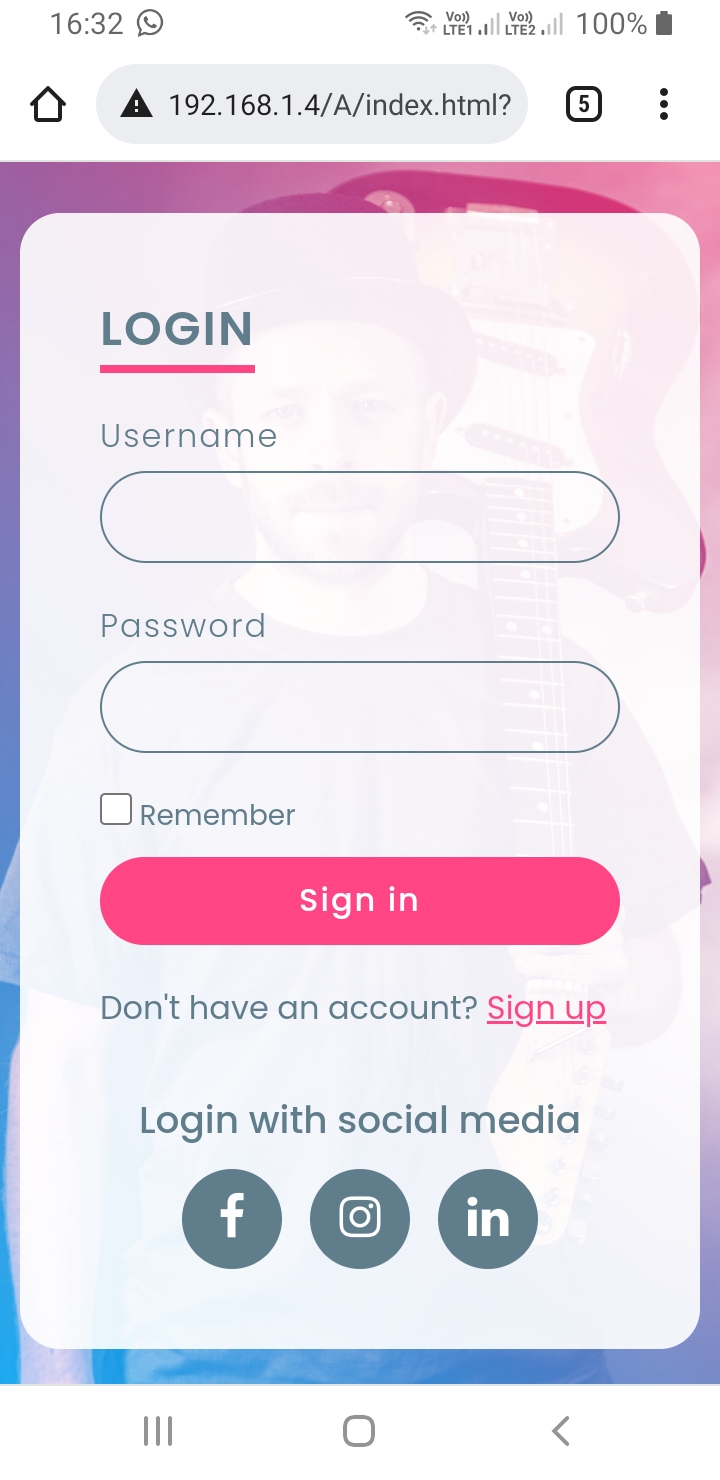 16:32 Vo)) LTE1 Vo)) LTE2 100%
192.168.1.4/A/index.html? 5
LOGIN
Username
Password
Remember
Sign in
Don't have an account? Sign up
Login with social media
f in